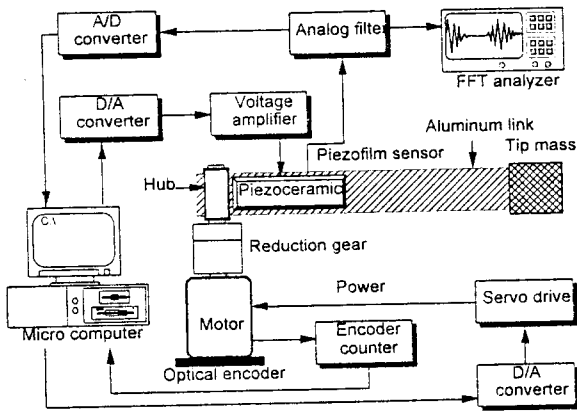 A/D
converter
Analog filter
FFT analyzer
D/A
converter
Voltage
amplifier
Aluminum link
Piezofilm sensor
Tip mass
Hub
Piezoceramic
C:\
Reduction gear
Power
Servo drive
Micro computer
Motor
Encoder
counter
Optical encoder
D/A
converter